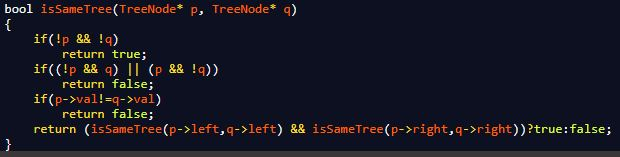 bool isSameTree(TreeNode* p, TreeNode* q)
{
    if(!p && !q)
        return true;
    if((!p && q) || (p && !q))
        return false;
    if(p->val!=q->val)
        return false;
    return (isSameTree(p->left,q->left) && isSameTree(p->right,q->right))?true:false;
}